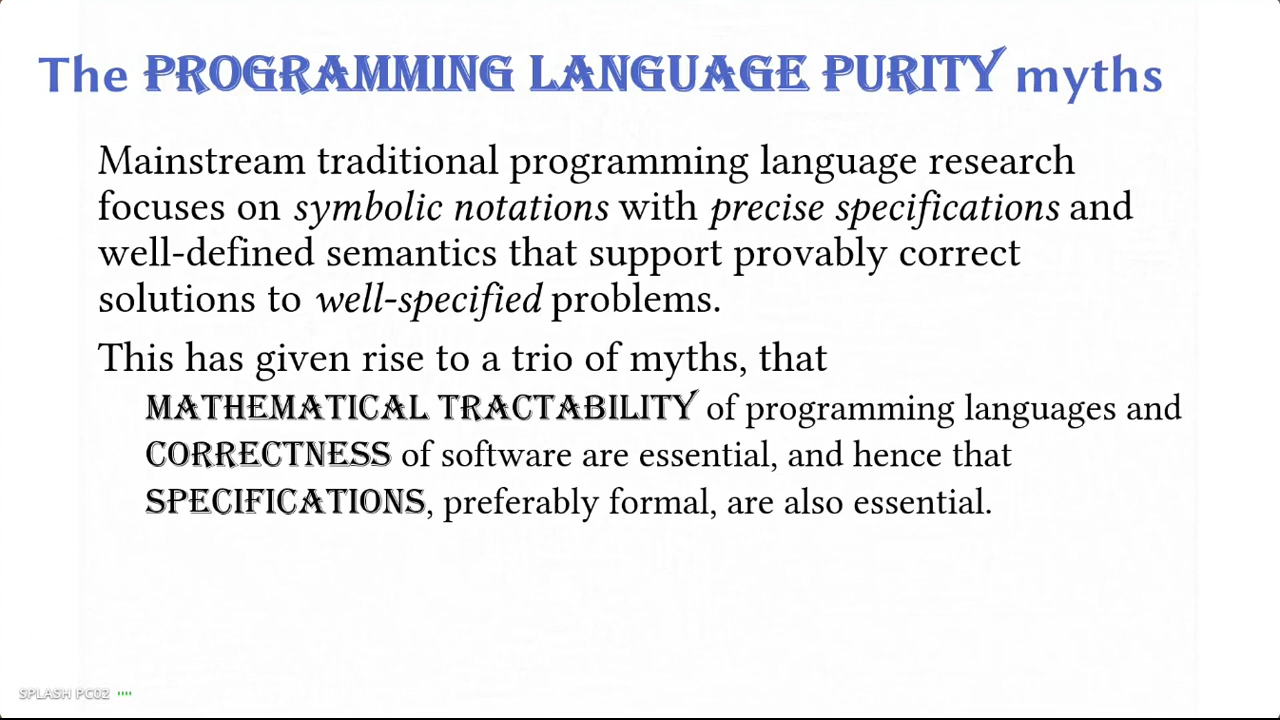 The PROGRAMMING LANGUAGE PURITY myths
Mainstream traditional programming language research
focuses on symbolic notations with precise specifications and
well-defined semantics that support provably correct
solutions to well-specified problems.
This has given rise to a trio of myths, that
MATHEMATICAL TRACTABILITY of programming languages and
CORRECTNESS of software are essential, and hence that
SPECIFICATIONS, preferably formal, are also essential.
SPLASH PC02